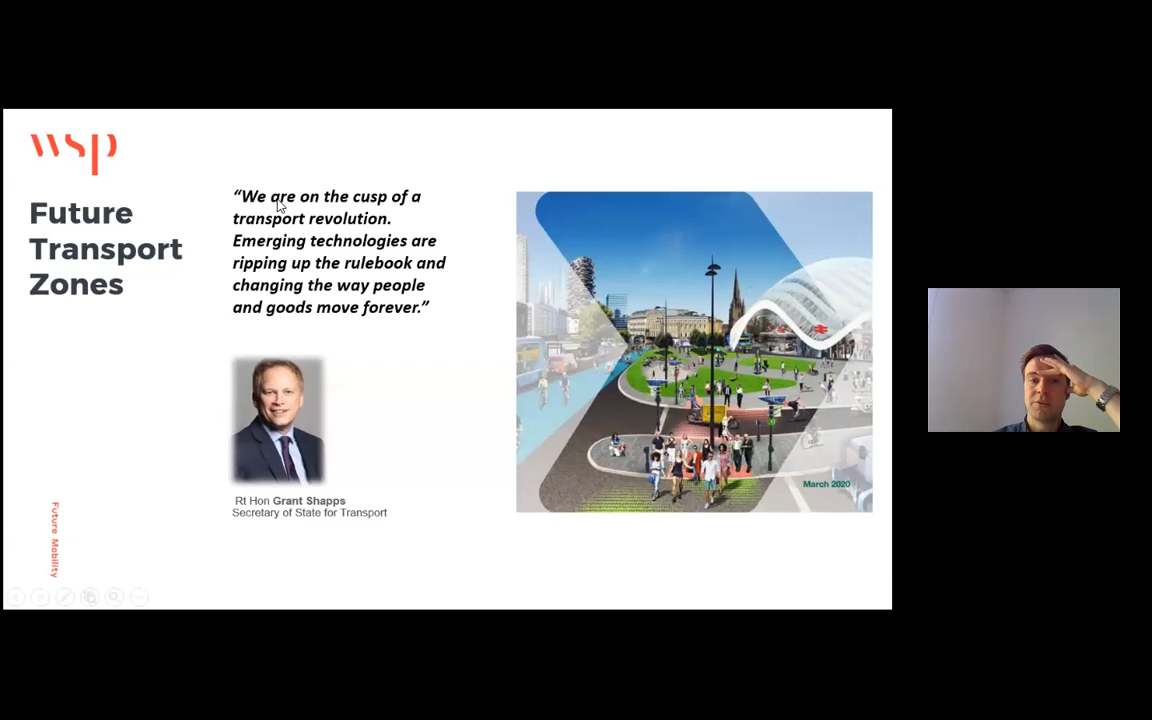 wsp
Future
Transport
Zones
“We are on the cusp of a
transport revolution.
Emerging technologies are
ripping up the rulebook and
changing the way people
and goods move forever.”
Rt Hon Grant Shapps
Secretary of State for Transport
March 2020
Future Mobility